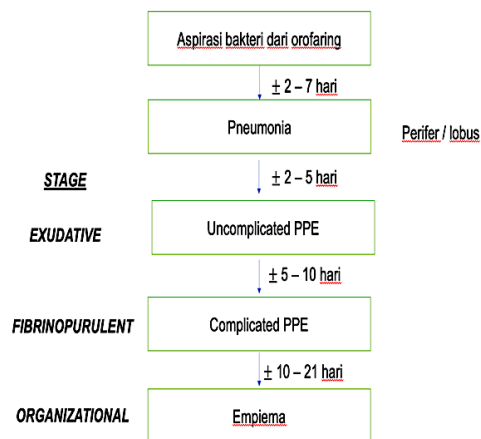 Aspirasi bakteri dari orofaring
± 2 – 7 hari
Pneumonia
Perifer / lobus
± 2 – 5 hari
STAGE
Uncomplicated PPE
EXUDATIVE
± 5 – 10 hari
FIBRINOPURULENT
Complicated PPE
± 10 – 21 hari
ORGANIZATIONAL
Empiema